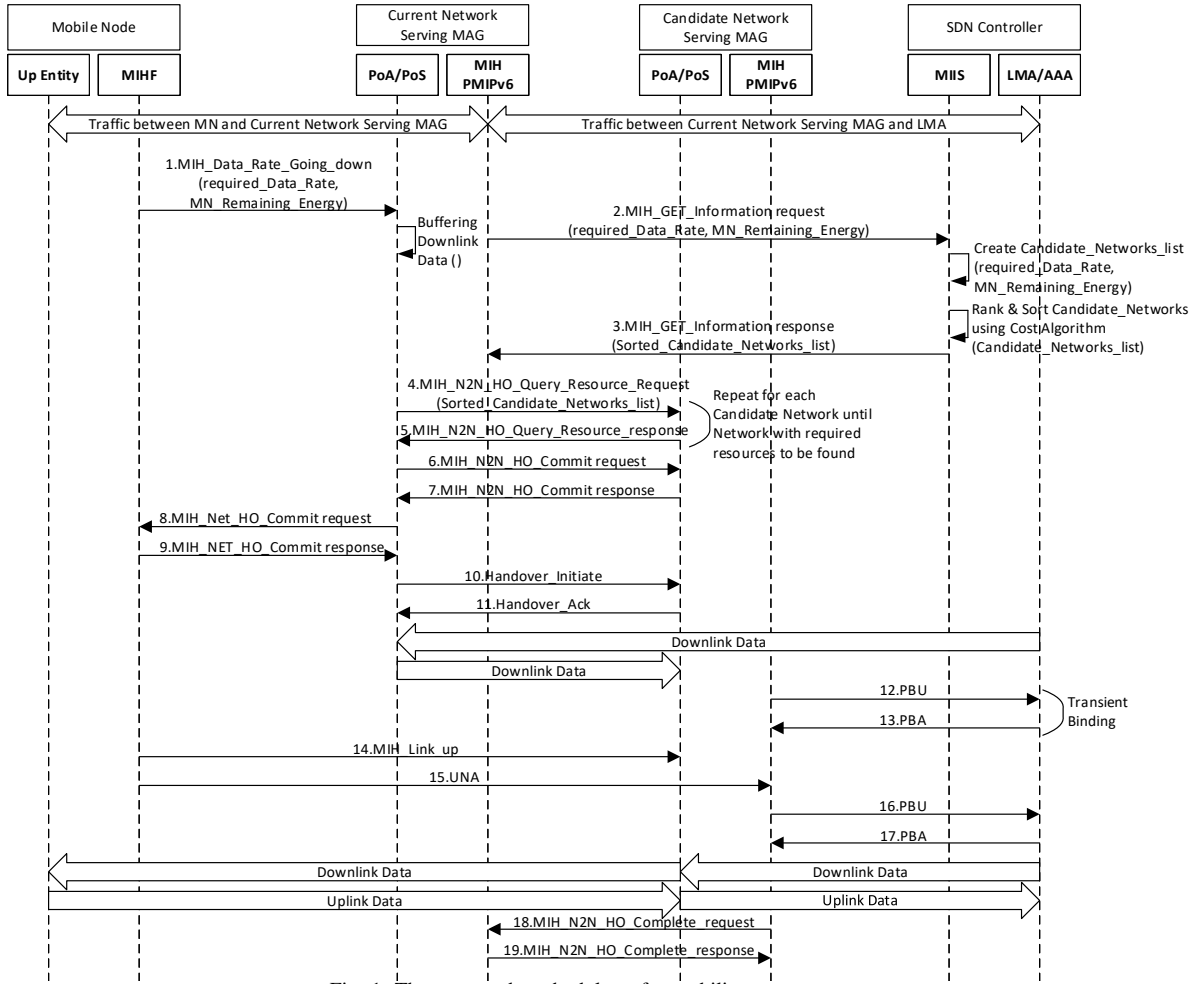 Mobile Node
Current Network
Serving MAG
Candidate Network
Serving MAG
SDN Controller
Up Entity
MIHF
PoA/PoS
MIH
PMIPv6
PoA/PoS
MIH
PMIPv6
MIIS
LMA/AAA
Traffic between MN and Current Network Serving MAG
Traffic between Current Network Serving MAG and LMA
1.MIH_Data_Rate_Going_down
(required_Data_Rate,
MN_Remaining_Energy)
Buffering
Downlink
Data ()
2.MIH_GET_Information request
(required_Data_Rate, MN_Remaining_Energy)
Create Candidate_Networks_list
(required_Data_Rate,
MN_Remaining_Energy)
Rank & Sort Candidate_Networks
using Cost Algorithm
(Candidate_Networks_list)
3.MIH_GET_Information response
(Sorted_Candidate_Networks_list)
4.MIH_N2N_HO_Query_Resource_Request
(Sorted_Candidate_Networks_list)
5.MIH_N2N_HO_Query_Resource_response
Repeat for each
Candidate Network until
Network with required
resources to be found
6.MIH_N2N_HO_Commit request
7.MIH_N2N_HO_Commit response
8.MIH_Net_HO_Commit request
9.MIH_NET_HO_Commit response
10.Handover_Initiate
11.Handover_Ack
Downlink Data
Downlink Data
12.PBU
13.PBA
Transient
Binding
14.MIH_Link_up
15.UNA
16.PBU
17.PBA
Downlink Data
Downlink Data
Uplink Data
Uplink Data
18.MIH_N2N_HO_Complete_request
19.MIH_N2N_HO_Complete_response